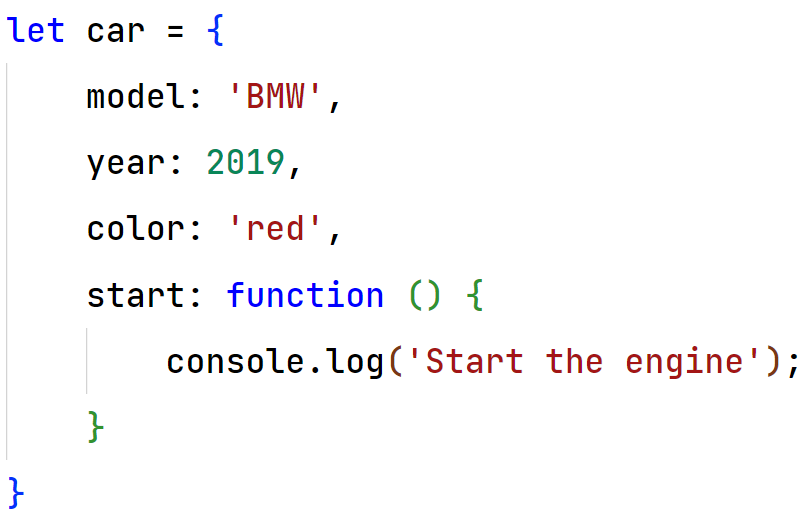 let car = {
    model: 'BMW',
    year: 2019,
    color: 'red',
    start: function () {
        console.log('Start the engine');
    }
}